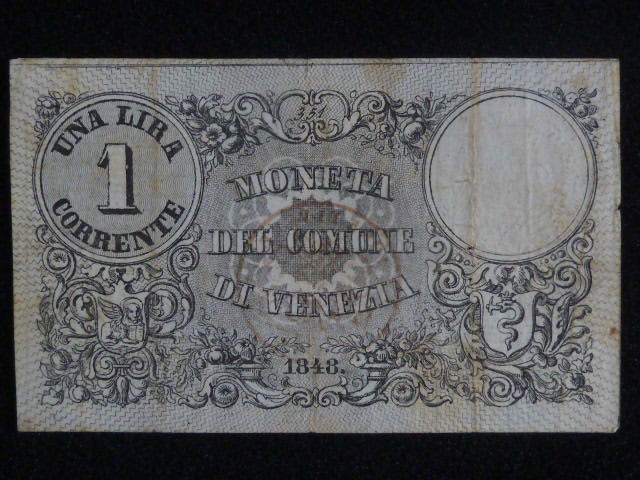 UNA LIRA
1
CORRENTE
MONETA
DEL COMUNE
DI VENEZIA
1848.